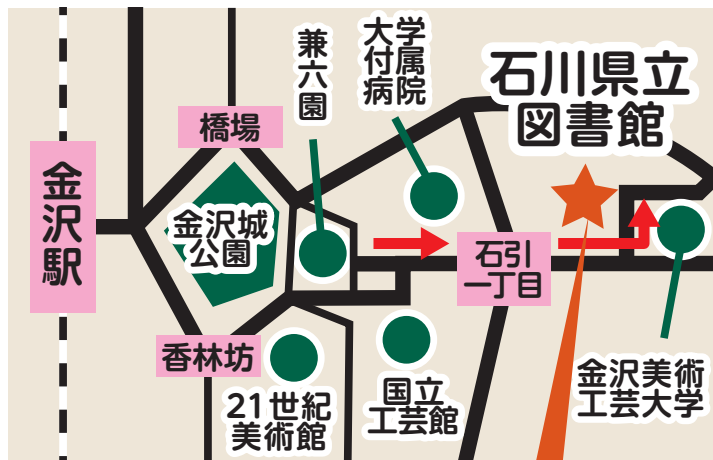 兼
六
園
大学
付属
病院
石川県立
図書館
橋場
金沢駅
金沢城
公園
石引
一丁目
香林坊
21世紀
美術館
国立
工芸館
金沢美術
工芸大学